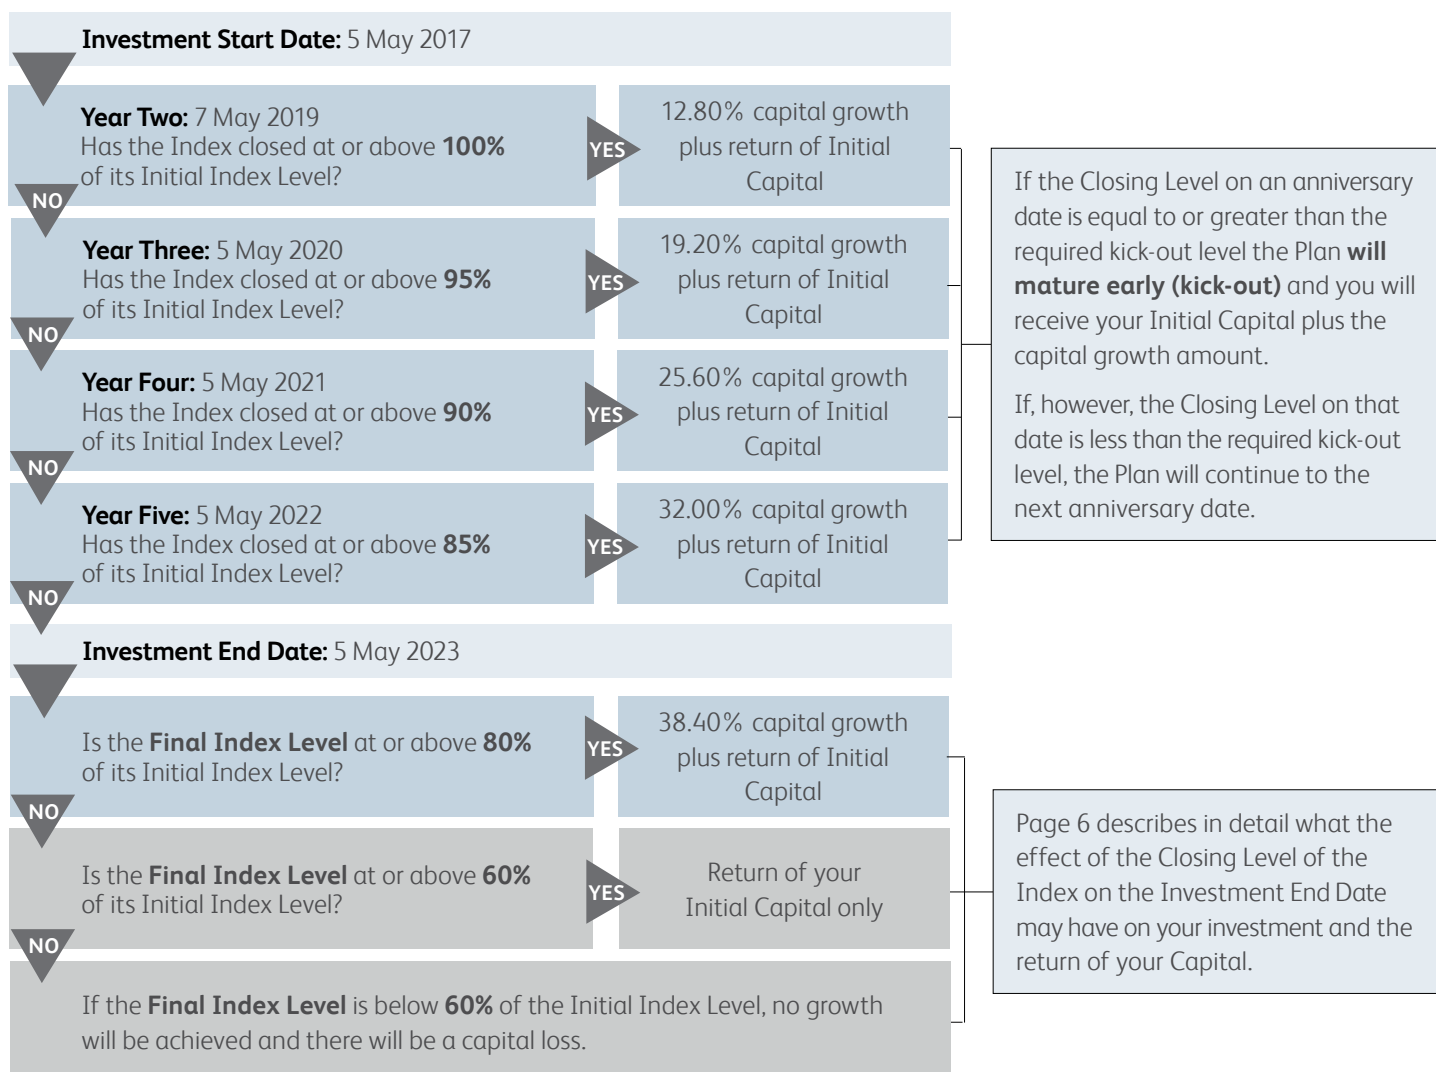 Investment Start Date: 5 May 2017
Year Two: 7 May 2019
Has the Index closed at or above 100%
of its Initial Index Level?
YES
12.80% capital growth
plus return of Initial
Capital
NO
Year Three: 5 May 2020
Has the Index closed at or above 95%
of its Initial Index Level?
YES
19.20% capital growth
plus return of Initial
Capital
NO
Year Four: 5 May 2021
Has the Index closed at or above 90%
of its Initial Index Level?
YES
25.60% capital growth
plus return of Initial
Capital
NO
Year Five: 5 May 2022
Has the Index closed at or above 85%
of its Initial Index Level?
YES
32.00% capital growth
plus return of Initial
Capital
NO
If the Closing Level on an anniversary
date is equal to or greater than the
required kick-out level the Plan will
mature early (kick-out) and you will
receive your Initial Capital plus the
capital growth amount.
If, however, the Closing Level on that
date is less than the required kick-out
level, the Plan will continue to the
next anniversary date.
Investment End Date: 5 May 2023
Is the Final Index Level at or above 80%
of its Initial Index Level?
YES
38.40% capital growth
plus return of Initial
Capital
NO
Is the Final Index Level at or above 60%
of its Initial Index Level?
YES
Return of your
Initial Capital only
NO
If the Final Index Level is below 60% of the Initial Index Level, no growth
will be achieved and there will be a capital loss.
Page 6 describes in detail what the
effect of the Closing Level of the
Index on the Investment End Date
may have on your investment and the
return of your Capital.